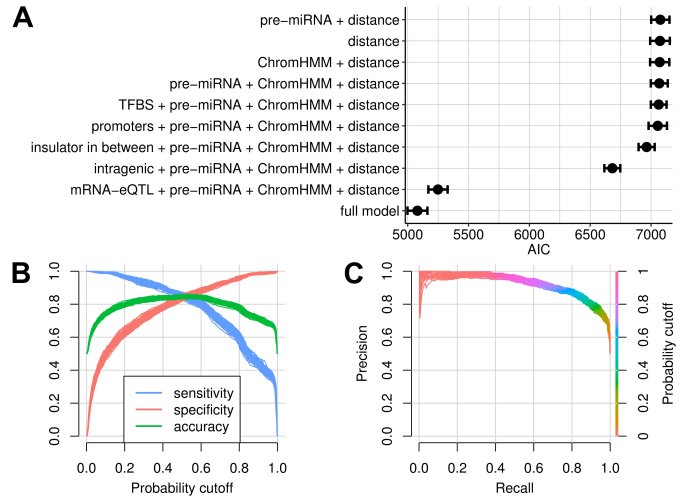 A
pre−miRNA + distance
distance
ChromHMM + distance
pre−miRNA + ChromHMM + distance
TFBS + pre−miRNA + ChromHMM + distance
promoters + pre−miRNA + ChromHMM + distance
insulator in between + pre−miRNA + ChromHMM + distance
intragenic + pre−miRNA + ChromHMM + distance
mRNA−eQTL + pre−miRNA + ChromHMM + distance
full model
5000 5500 6000 6500 7000
AIC
B
1.0
0.8
0.6
0.4
0.2
0.0
sensitivity
specificity
accuracy
0.0 0.2 0.4 0.6 0.8 1.0
Probability cutoff
C
Precision
1.0
0.8
0.6
0.4
0.2
0.0
0.0 0.2 0.4 0.6 0.8 1.0
Recall
1
0.8
0.6
0.4
0.2
0
Probability cutoff